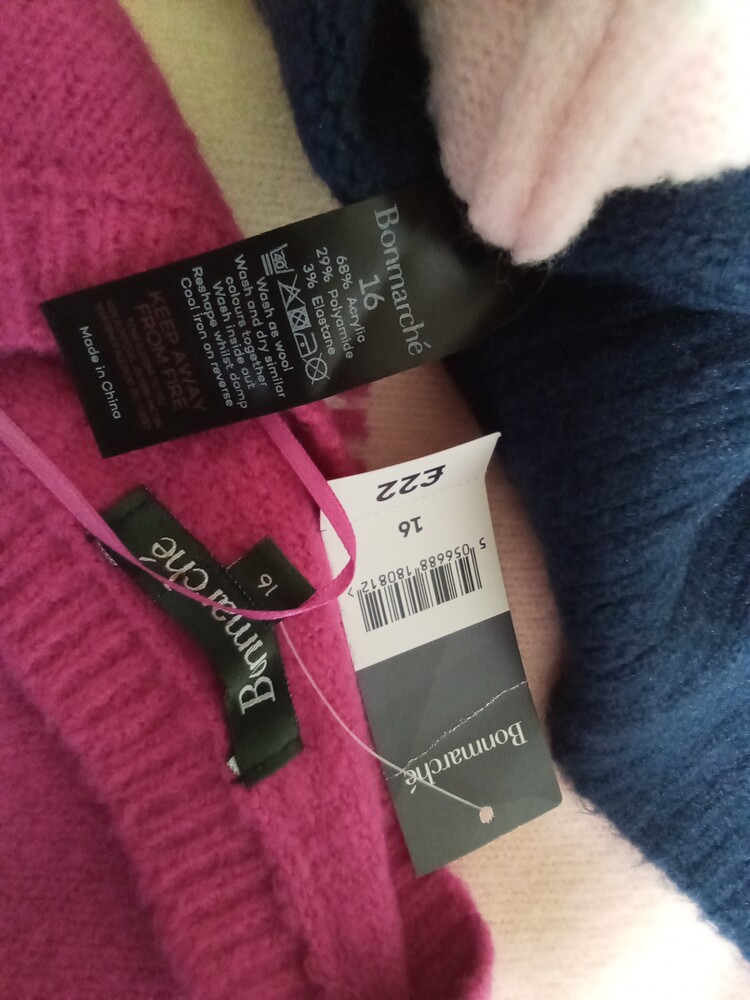 Bonmarché
16
68% Acrylic
29% Polyamide
3% Elastane
Wash as wool
Wash and dry similar
colours together
Wash inside out
Reshape whilst damp
Cool iron on reverse
KEEP AWAY
FROM FIRE
Made in China
Bonmarché
16
£22
16
5 056688 180812 >
Bonmarché